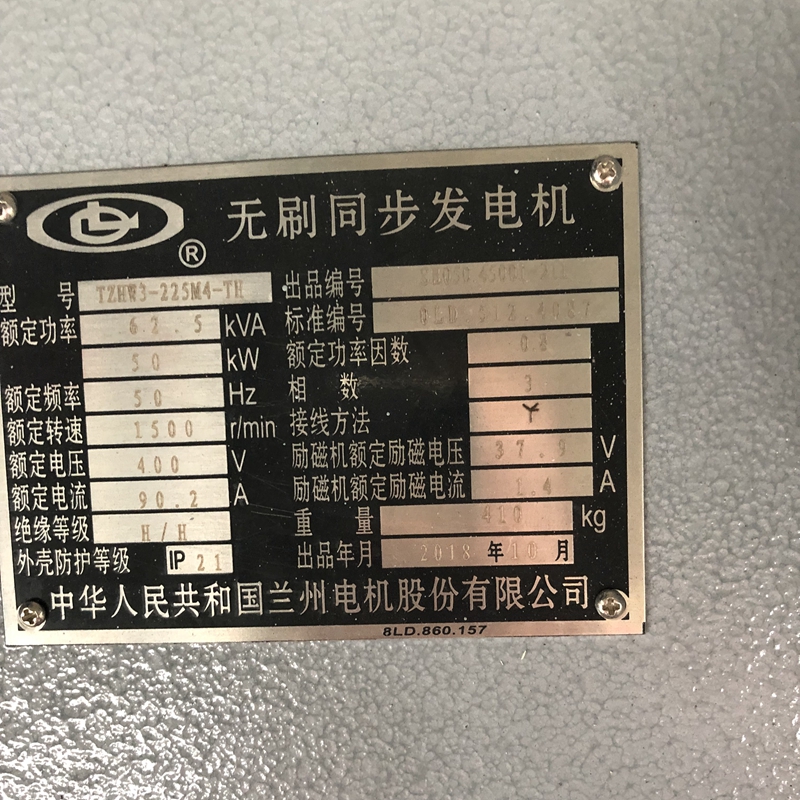 无刷同步发电机
®
型 号 TZHW3-225M4-TH
额定功率 62.5 kVA
50 kW
额定频率 50 Hz
额定转速 1500 r/min
额定电压 400 V
额定电流 90.2 A
绝缘等级 H/H
外壳防护等级 IP 21
出品编号
标准编号
额定功率因数 0.8
相 数 3
接线方法 Y
励磁机额定励磁电压 37.9 V
励磁机额定励磁电流 1.4 A
重 量 410 kg
出品年月 2018 年 10 月
中华人民共和国兰州电机股份有限公司
8LD.860.157